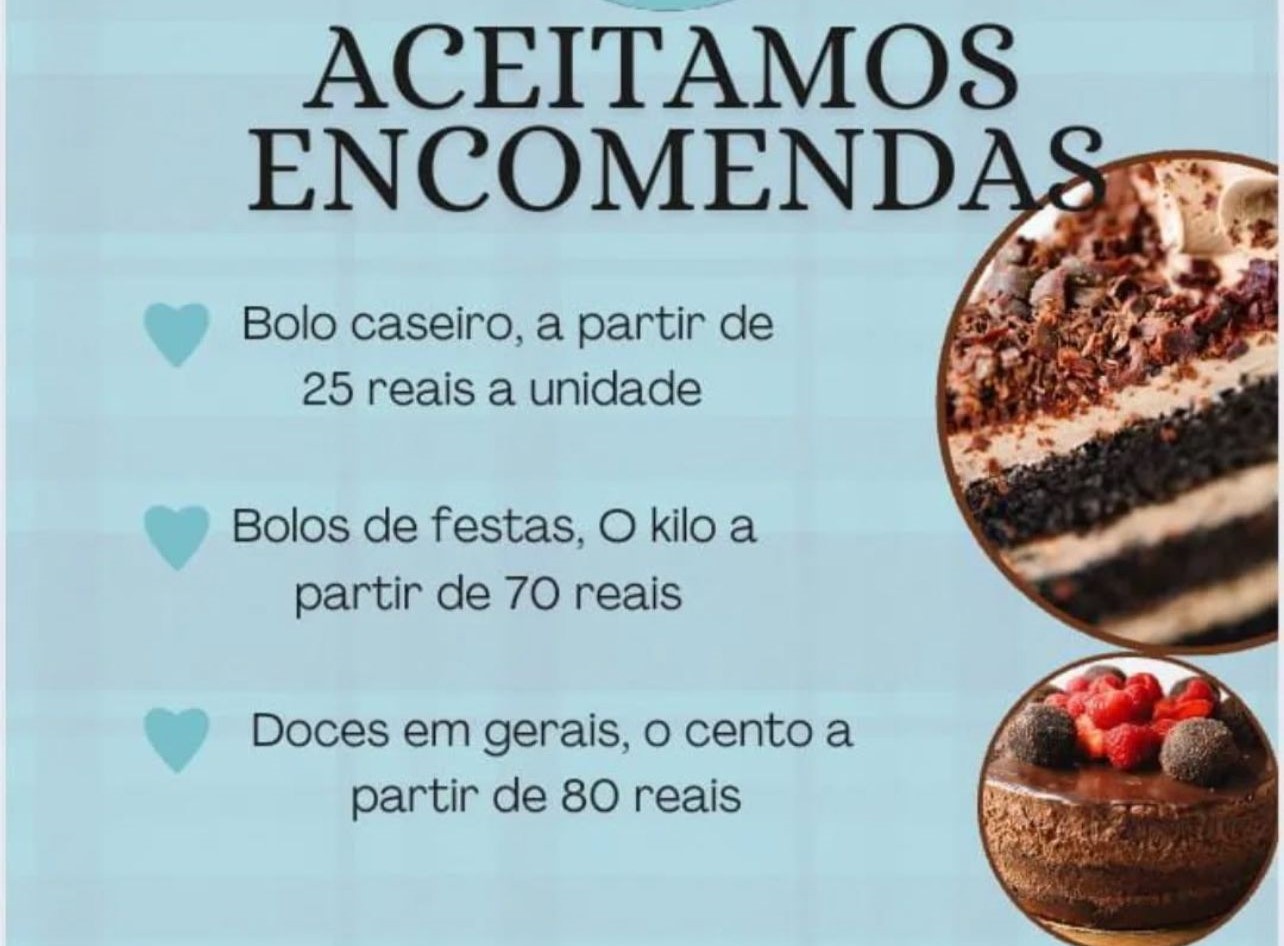 ACEITAMOS
ENCOMENDAS
Bolo caseiro, a partir de
25 reais a unidade
Bolos de festas, O kilo a
partir de 70 reais
Doces em gerais, o cento a
partir de 80 reais